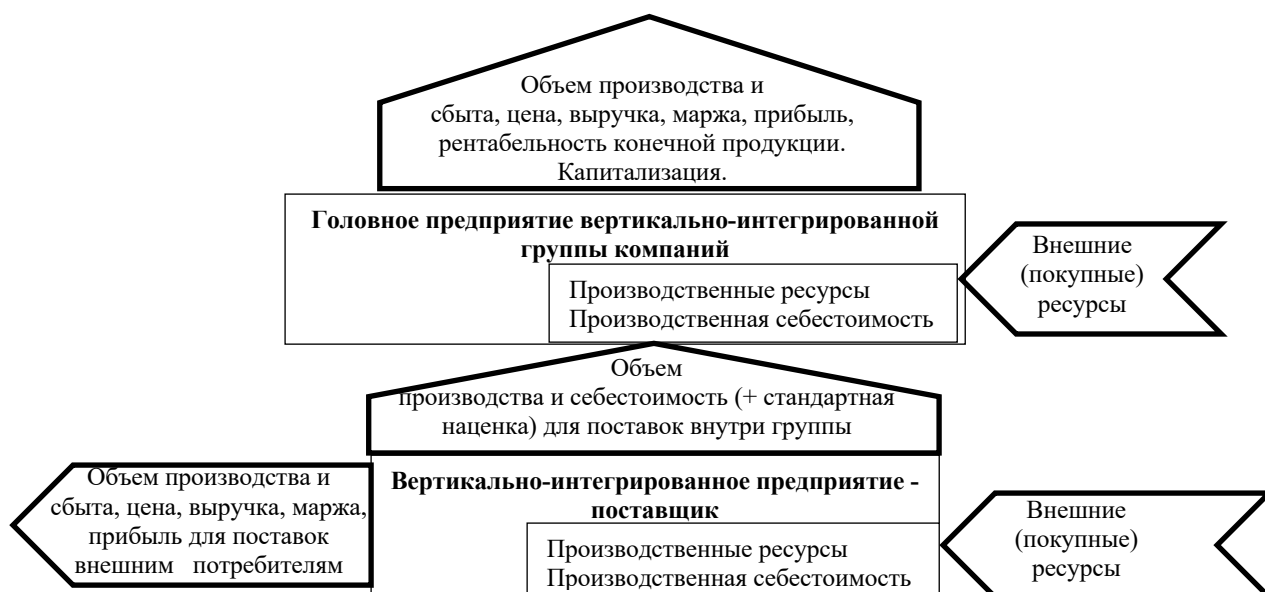 Объем производства и
сбыта, цена, выручка, маржа, прибыль,
рентабельность конечной продукции.
Капитализация.
Головное предприятие вертикально-интегрированной
группы компаний
Производственные ресурсы
Производственная себестоимость
Внешние
(покупные)
ресурсы
Объем
производства и себестоимость (+ стандартная
наценка) для поставок внутри группы
Объем производства и
сбыта, цена, выручка, маржа,
прибыль для поставок
внешним потребителям
Вертикально-интегрированное предприятие -
поставщик
Производственные ресурсы
Производственная себестоимость
Внешние
(покупные)
ресурсы